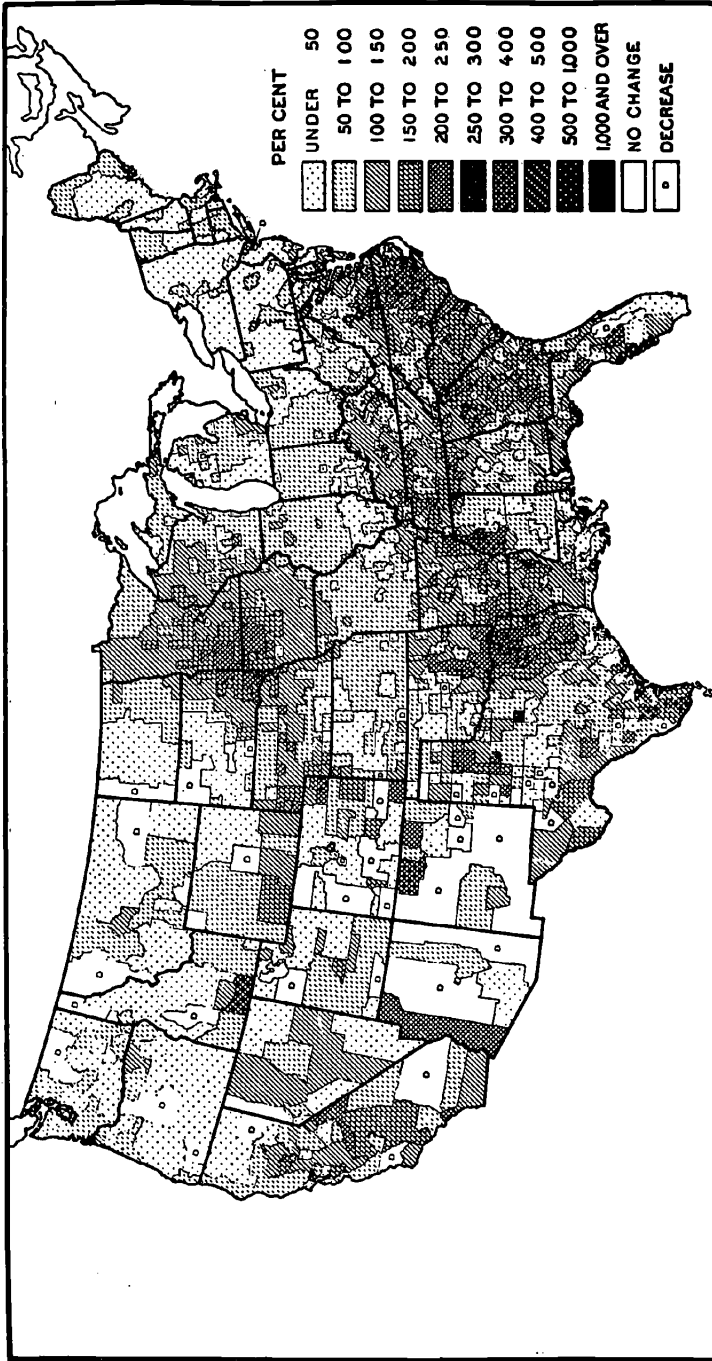 PER CENT
UNDER 50
50 TO 100
100 TO 150
150 TO 200
200 TO 250
250 TO 300
300 TO 400
400 TO 500
500 TO 1,000
1,000 AND OVER
NO CHANGE
DECREASE